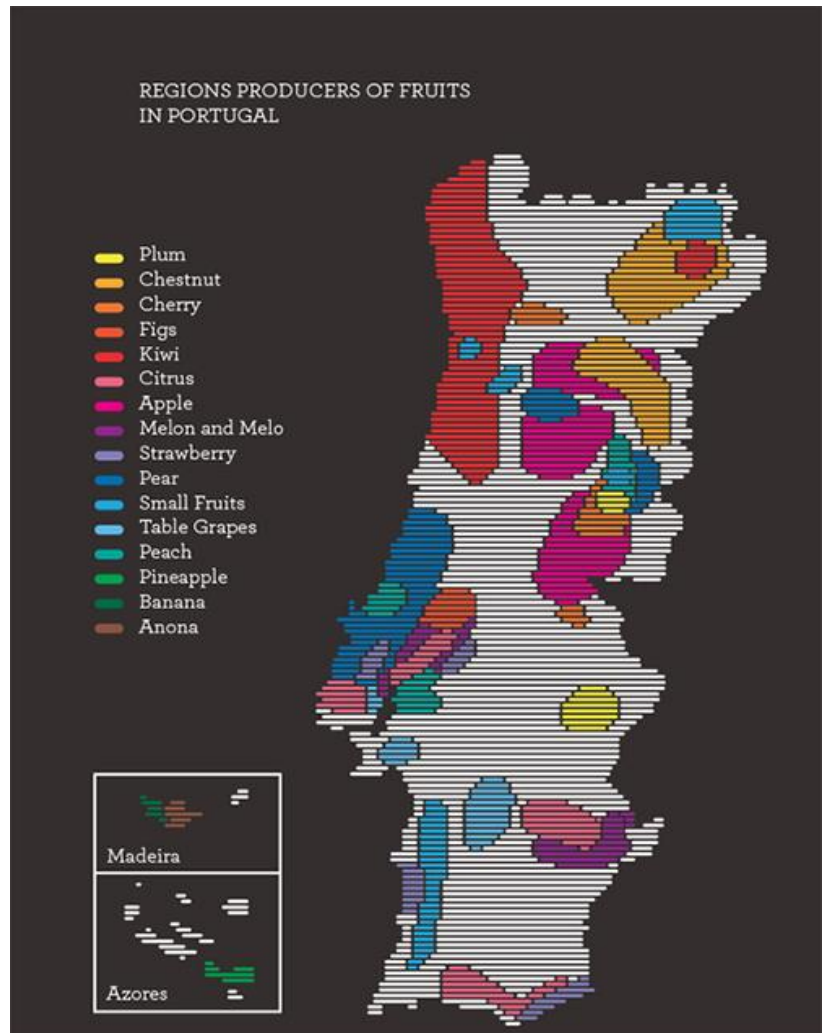 REGIONS PRODUCERS OF FRUITS
IN PORTUGAL
Plum
Chestnut
Cherry
Figs
Kiwi
Citrus
Apple
Melon and Melo
Strawberry
Pear
Small Fruits
Table Grapes
Peach
Pineapple
Banana
Anona
Madeira
Azores